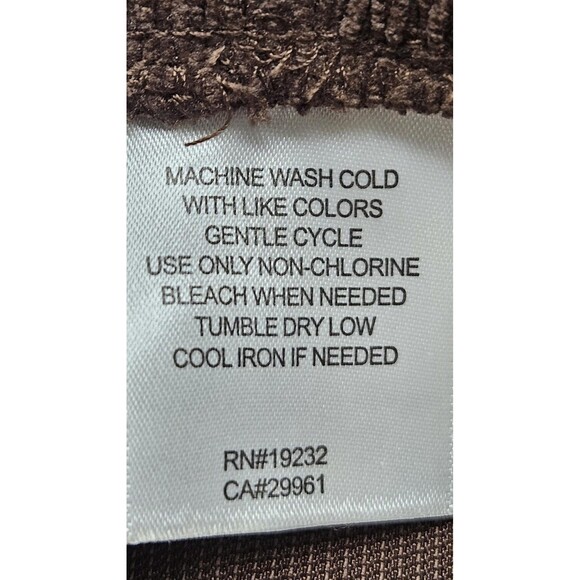 MACHINE WASH COLD
WITH LIKE COLORS
GENTLE CYCLE
USE ONLY NON-CHLORINE
BLEACH WHEN NEEDED
TUMBLE DRY LOW
COOL IRON IF NEEDED
RN#19232
CA#29961